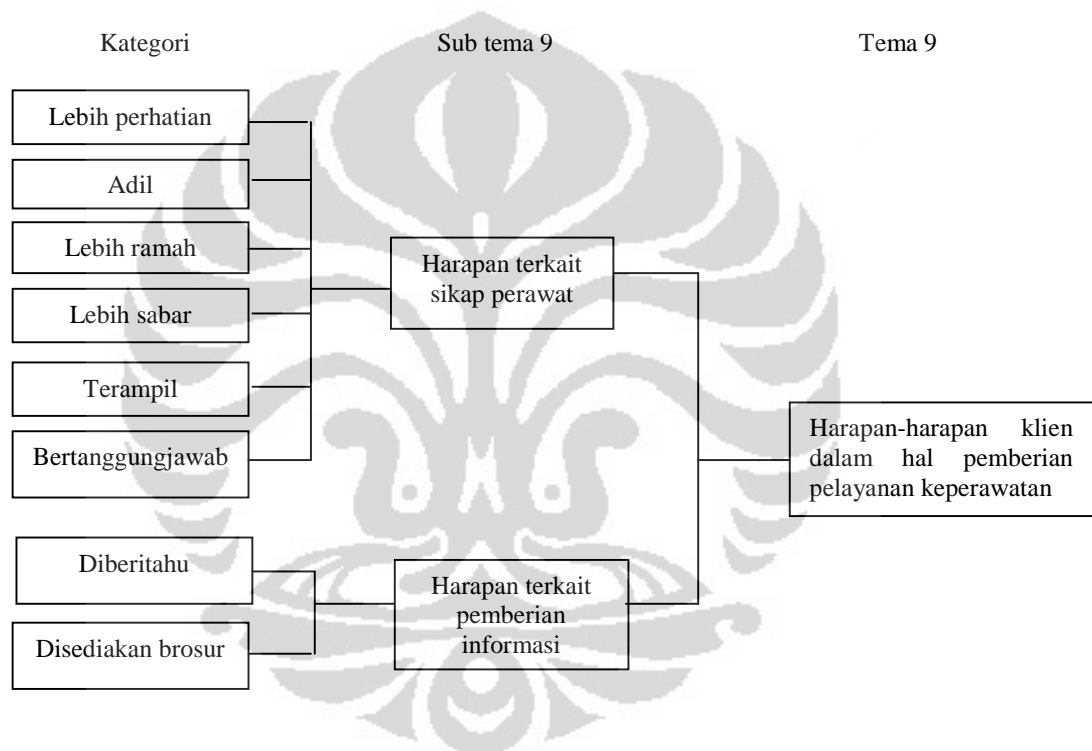 Kategori
Sub tema 9
Tema 9
Lebih perhatian
Adil
Lebih ramah
Lebih sabar
Terampil
Bertanggungjawab
Diberitahu
Disediakan brosur
Harapan terkait
sikap perawat
Harapan terkait
pemberian
informasi
Harapan-harapan klien
dalam hal pemberian
pelayanan keperawatan